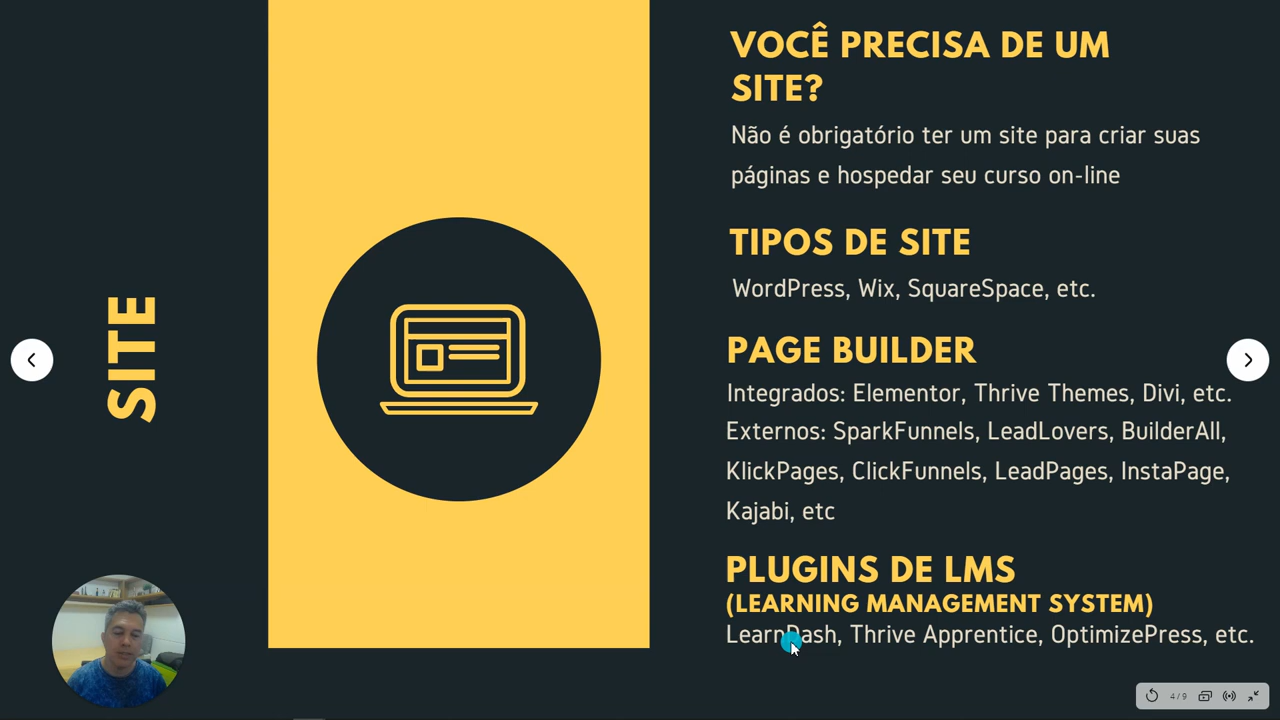 SITE
VOCÊ PRECISA DE UM
SITE?
Não é obrigatório ter um site para criar suas
páginas e hospedar seu curso on-line
TIPOS DE SITE
WordPress, Wix, SquareSpace, etc.
PAGE BUILDER
Integrados: Elementor, Thrive Themes, Divi, etc.
Externos: SparkFunnels, LeadLovers, BuilderAll,
KlickPages, ClickFunnels, LeadPages, InstaPage,
Kajabi, etc
PLUGINS DE LMS
(LEARNING MANAGEMENT SYSTEM)
LearnDash, Thrive Apprentice, OptimizePress, etc.
4 / 9